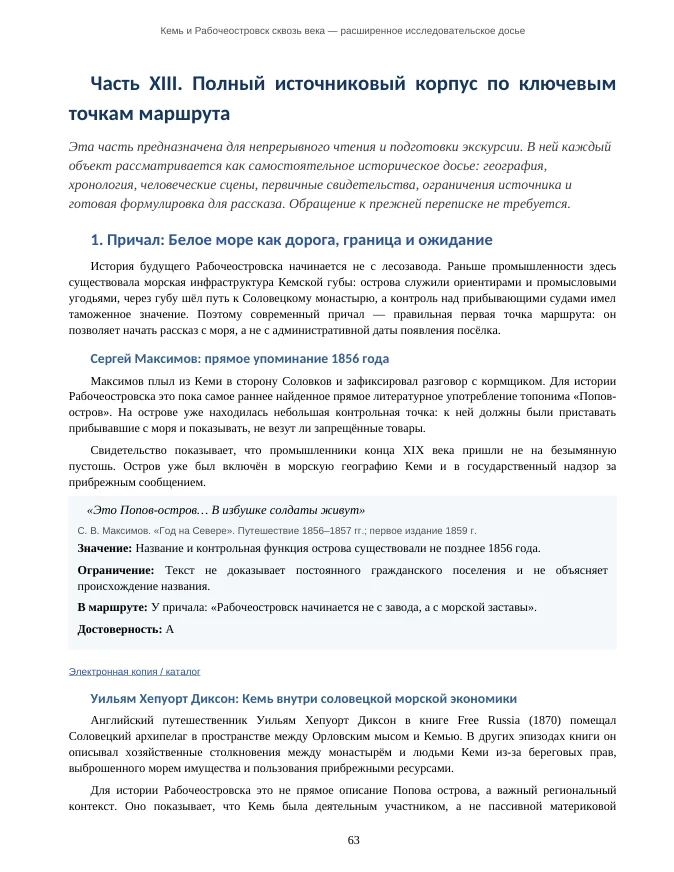 Кемь и Рабочеостровск сквозь века — расширенное исследовательское досье
Часть XIII. Полный источниковый корпус по ключевым
точкам маршрута
Эта часть предназначена для непрерывного чтения и подготовки экскурсии. В ней каждый
объект рассматривается как самостоятельное историческое досье: география,
хронология, человеческие сцены, первичные свидетельства, ограничения источника и
готовая формулировка для рассказа. Обращение к прежней переписке не требуется.
1. Причал: Белое море как дорога, граница и ожидание
История будущего Рабочеостровска начинается не с лесозавода. Раньше промышленности здесь
существовала морская инфраструктура Кемской губы: острова служили ориентирами и промысловыми
угодьями, через губу шёл путь к Соловецкому монастырю, а контроль над прибывающими судами имел
таможенное значение. Поэтому современный причал — правильная первая точка маршрута: он
позволяет начать рассказ с моря, а не с административной даты появления посёлка.
Сергей Максимов: прямое упоминание 1856 года
Максимов плыл из Кеми в сторону Соловков и зафиксировал разговор с кормщиком. Для истории
Рабочеостровска это пока самое раннее найденное прямое литературное употребление топонима «Попов-
остров». На острове уже находилась небольшая контрольная точка: к ней должны были приставать
прибывавшие с моря и показывать, не везут ли запрещённые товары.
Свидетельство показывает, что промышленники конца XIX века пришли не на безымянную
пустошь. Остров уже был включён в морскую географию Кеми и в государственный надзор за
прибрежным сообщением.
«Это Попов-остров… В избушке солдаты живут»
С. В. Максимов. «Год на Севере». Путешествие 1856–1857 гг.; первое издание 1859 г.
Значение: Название и контрольная функция острова существовали не позднее 1856 года.
Ограничение: Текст не доказывает постоянного гражданского поселения и не объясняет
происхождение названия.
В маршруте: У причала: «Рабочеостровск начинается не с завода, а с морской заставы».
Достоверность: А
Электронная копия / каталог
Уильям Хепуорт Диксон: Кемь внутри соловецкой морской экономики
Английский путешественник Уильям Хепуорт Диксон в книге Free Russia (1870) помещал
Соловецкий архипелаг в пространстве между Орловским мысом и Кемью. В других эпизодах книги он
описывал хозяйственные столкновения между монастырём и людьми Кеми из-за береговых прав,
выброшенного морем имущества и пользования прибрежными ресурсами.
Для истории Рабочеостровска это не прямое описание Попова острова, а важный региональный
контекст. Оно показывает, что Кемь была деятельным участником, а не пассивной материковой
63